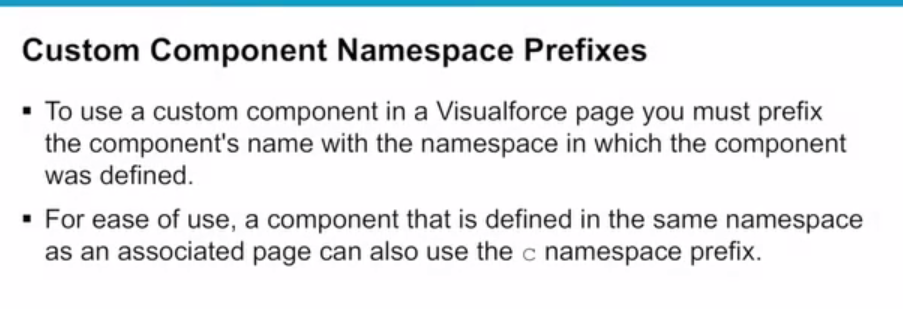 Custom Component Namespace Prefixes
▪ To use a custom component in a Visualforce page you must prefix
the component's name with the namespace in which the component
was defined.
▪ For ease of use, a component that is defined in the same namespace
as an associated page can also use the c namespace prefix.